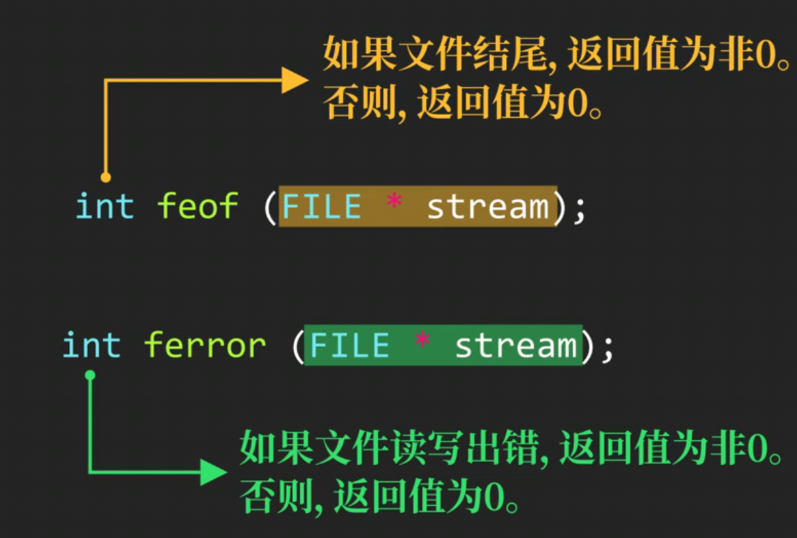 如果文件结尾, 返回值为非0。
否则, 返回值为0。
int feof (FILE * stream);
int ferror (FILE * stream);
如果文件读写出错, 返回值为非0。
否则, 返回值为0。